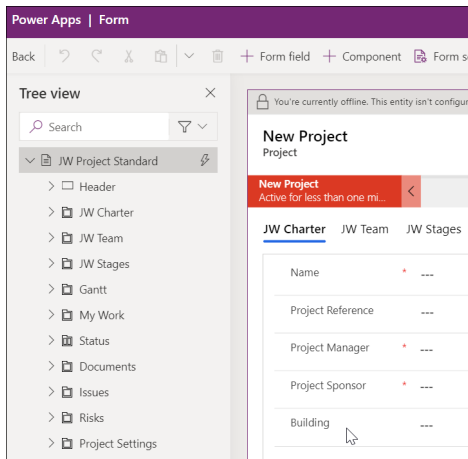 Power Apps | Form
Back
Form field
Component
Form s
Tree view
Search
You're currently offline. This entity isn't configur
New Project
Project
JW Project Standard
Header
New Project
Active for less than one mi...
JW Charter
JW Team
JW Stages
Gantt
My Work
Status
Documents
Issues
Risks
Project Settings
JW Charter JW Team JW Stages
Name * ---
Project Reference ---
Project Manager * ---
Project Sponsor * ---
Building ---